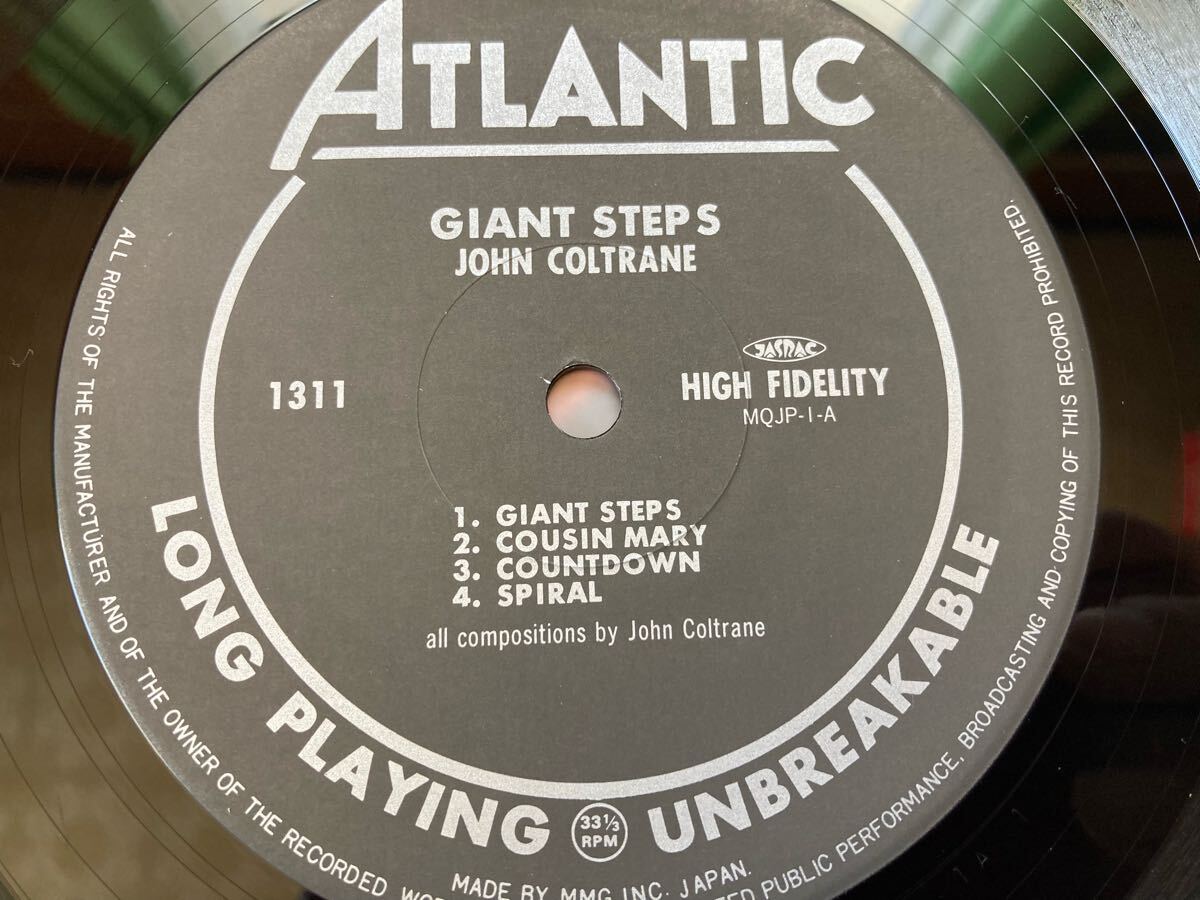 ATLANTIC
GIANT STEPS
JOHN COLTRANE
1311
JASRAC
HIGH FIDELITY
MQJP-1-A
1. GIANT STEPS
2. COUSIN MARY
3. COUNTDOWN
4. SPIRAL
all compositions by John Coltrane
LONG PLAYING 33⅓ RPM UNBREAKABLE
ALL RIGHTS OF THE MANUFACTURER AND OF THE OWNER OF THE RECORDED
PUBLIC PERFORMANCE, BROADCASTING AND COPYING OF THIS RECORD PROHIBITED.
MADE BY MMG INC. JAPAN.